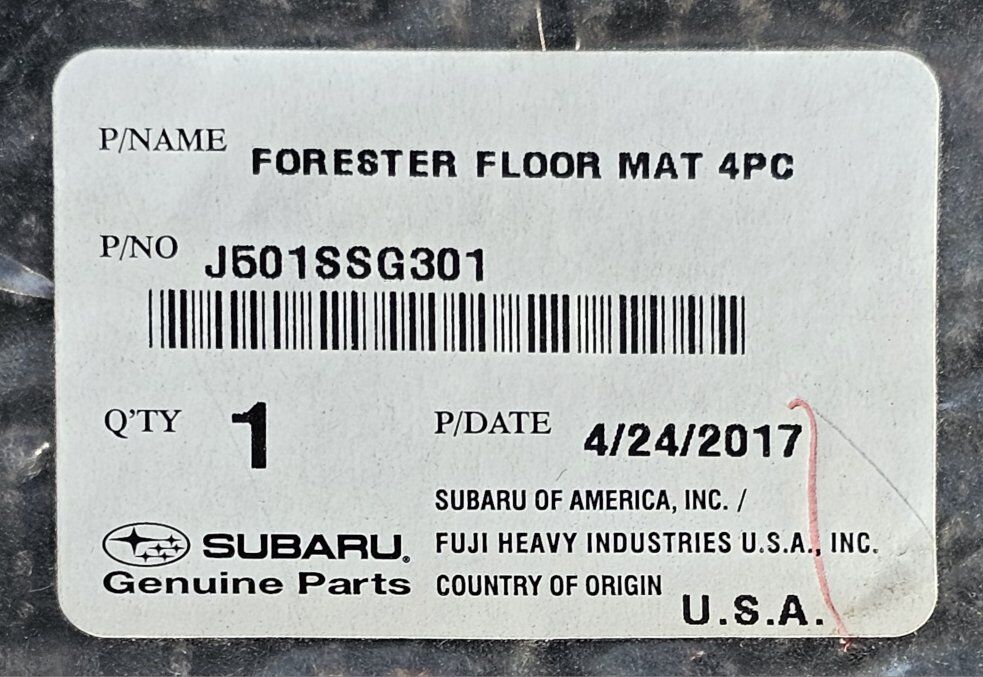 P/NAME FORESTER FLOOR MAT 4PC
P/NO J501SSG301
Q'TY 1 P/DATE 4/24/2017
SUBARU OF AMERICA, INC. /
SUBARU. FUJI HEAVY INDUSTRIES U.S.A., INC.
Genuine Parts COUNTRY OF ORIGIN
U.S.A.